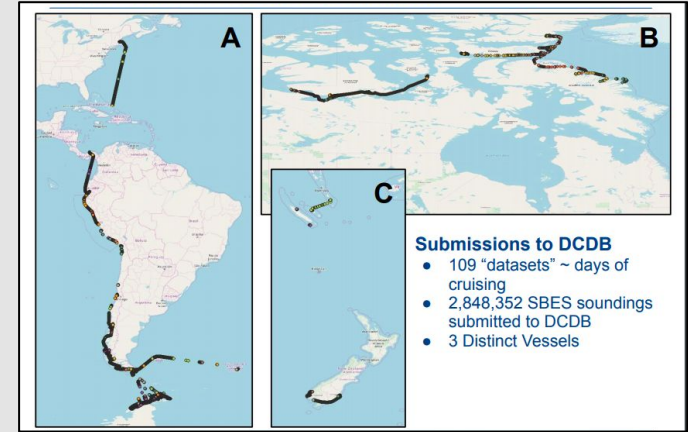 A
B
C
Submissions to DCDB
● 109 “datasets” ~ days of
cruising
● 2,848,352 SBES soundings
submitted to DCDB
● 3 Distinct Vessels